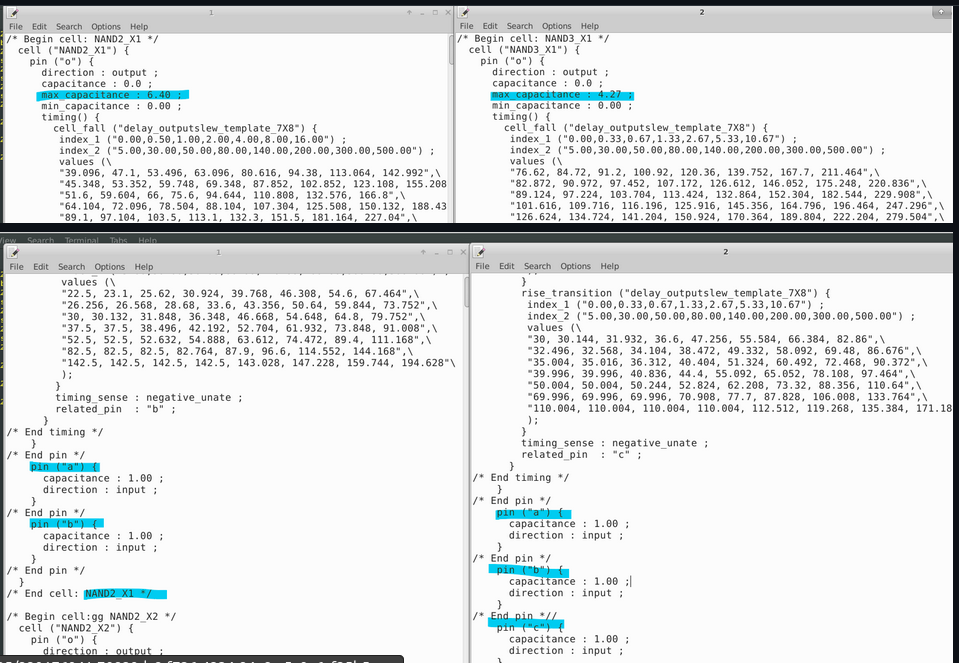 1
File Edit Search Options Help
/* Begin cell: NAND2_X1 */
cell ("NAND2_X1") {
pin ("o") {
direction : output ;
capacitance : 0.0 ;
max_capacitance : 6.40 ;
min_capacitance : 0.00 ;
timing() {
cell_fall ("delay_outputslew_template_7X8") {
index_1 ("0.00,0.50,1.00,2.00,4.00,8.00,16.00") ;
index_2 ("5.00,30.00,50.00,80.00,140.00,200.00,300.00,500.00") ;
values (\
"39.096, 47.1, 53.496, 63.096, 80.616, 94.38, 113.064, 142.992",\
"45.348, 53.352, 59.748, 69.348, 87.852, 102.852, 123.108, 155.208
"51.6, 59.604, 66, 75.6, 94.644, 110.808, 132.576, 166.8",\
"64.104, 72.096, 78.504, 88.104, 107.304, 125.508, 150.132, 188.43
"89.1, 97.104, 103.5, 113.1, 132.3, 151.5, 181.164, 227.04",\
2
File Edit Search Options Help
/* Begin cell: NAND3_X1 */
cell ("NAND3_X1") {
pin ("o") {
direction : output ;
capacitance : 0.0 ;
max_capacitance : 4.27 ;
min_capacitance : 0.00 ;
timing() {
cell_fall ("delay_outputslew_template_7X8") {
index_1 ("0.00,0.33,0.67,1.33,2.67,5.33,10.67") ;
index_2 ("5.00,30.00,50.00,80.00,140.00,200.00,300.00,500.00") ;
values (\
"76.62, 84.72, 91.2, 100.92, 120.36, 139.752, 167.7, 211.464",\
"82.872, 90.972, 97.452, 107.172, 126.612, 146.052, 175.248, 220.836",\
"89.124, 97.224, 103.704, 113.424, 132.864, 152.304, 182.544, 229.908",\
"101.616, 109.716, 116.196, 125.916, 145.356, 164.796, 196.464, 247.296",\
"126.624, 134.724, 141.204, 150.924, 170.364, 189.804, 222.204, 279.504",\
View Search Terminal Tabs Help
1
File Edit Search Options Help
values (\
"22.5, 23.1, 25.62, 30.924, 39.768, 46.308, 54.6, 67.464",\
"26.256, 26.568, 28.68, 33.6, 43.356, 50.64, 59.844, 73.752",\
"30, 30.132, 31.848, 36.348, 46.668, 54.648, 64.8, 79.752",\
"37.5, 37.5, 38.496, 42.192, 52.704, 61.932, 73.848, 91.008",\
"52.5, 52.5, 52.632, 54.888, 63.612, 74.472, 89.4, 111.168",\
"82.5, 82.5, 82.5, 82.764, 87.9, 96.6, 114.552, 144.168",\
"142.5, 142.5, 142.5, 142.5, 143.028, 147.228, 159.744, 194.628"\
);
}
timing_sense : negative_unate ;
related_pin : "b" ;
}
/* End timing */
}
/* End pin */
pin ("a") {
capacitance : 1.00 ;
direction : input ;
}
/* End pin */
pin ("b") {
capacitance : 1.00 ;
direction : input ;
}
/* End pin */
}
/* End cell: NAND2_X1 */
/* Begin cell:gg NAND2_X2 */
cell ("NAND2_X2") {
pin ("o") {
direction : output ;
2
File Edit Search Options Help
}
rise_transition ("delay_outputslew_template_7X8") {
index_1 ("0.00,0.33,0.67,1.33,2.67,5.33,10.67") ;
index_2 ("5.00,30.00,50.00,80.00,140.00,200.00,300.00,500.00") ;
values (\
"30, 30.144, 31.932, 36.6, 47.256, 55.584, 66.384, 82.86",\
"32.496, 32.568, 34.104, 38.472, 49.332, 58.092, 69.48, 86.676",\
"35.004, 35.016, 36.312, 40.404, 51.324, 60.492, 72.468, 90.372",\
"39.996, 39.996, 40.836, 44.4, 55.092, 65.052, 78.108, 97.464",\
"50.004, 50.004, 50.244, 52.824, 62.208, 73.32, 88.356, 110.64",\
"69.996, 69.996, 69.996, 70.908, 77.7, 87.828, 106.008, 133.764",\
"110.004, 110.004, 110.004, 110.004, 112.512, 119.268, 135.384, 171.18
);
}
timing_sense : negative_unate ;
related_pin : "c" ;
}
/* End timing */
}
/* End pin */
pin ("a") {
capacitance : 1.00 ;
direction : input ;
}
/* End pin */
pin ("b") {
capacitance : 1.00 ;
direction : input ;
}
/* End pin *//
pin ("c") {
capacitance : 1.00 ;
direction : input ;